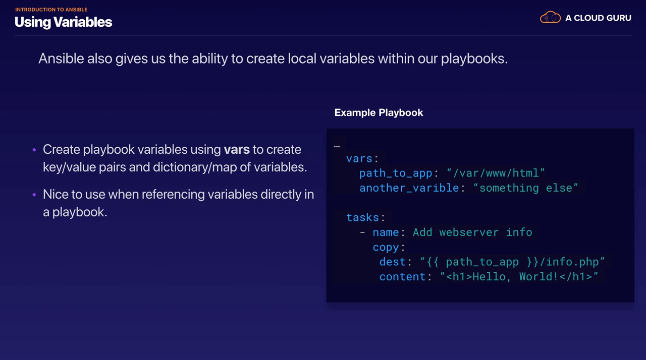 INTRODUCTION TO ANSIBLE
Using Variables
A CLOUD GURU
Ansible also gives us the ability to create local variables within our playbooks.
• Create playbook variables using vars to create
key/value pairs and dictionary/map of variables.
• Nice to use when referencing variables directly in
a playbook.
Example Playbook
…
vars:
path_to_app: “/var/www/html”
another_varible: “something else”
tasks:
- name: Add webserver info
copy:
dest: “{{ path_to_app }}/info.php”
content: “<h1>Hello, World!</h1>”